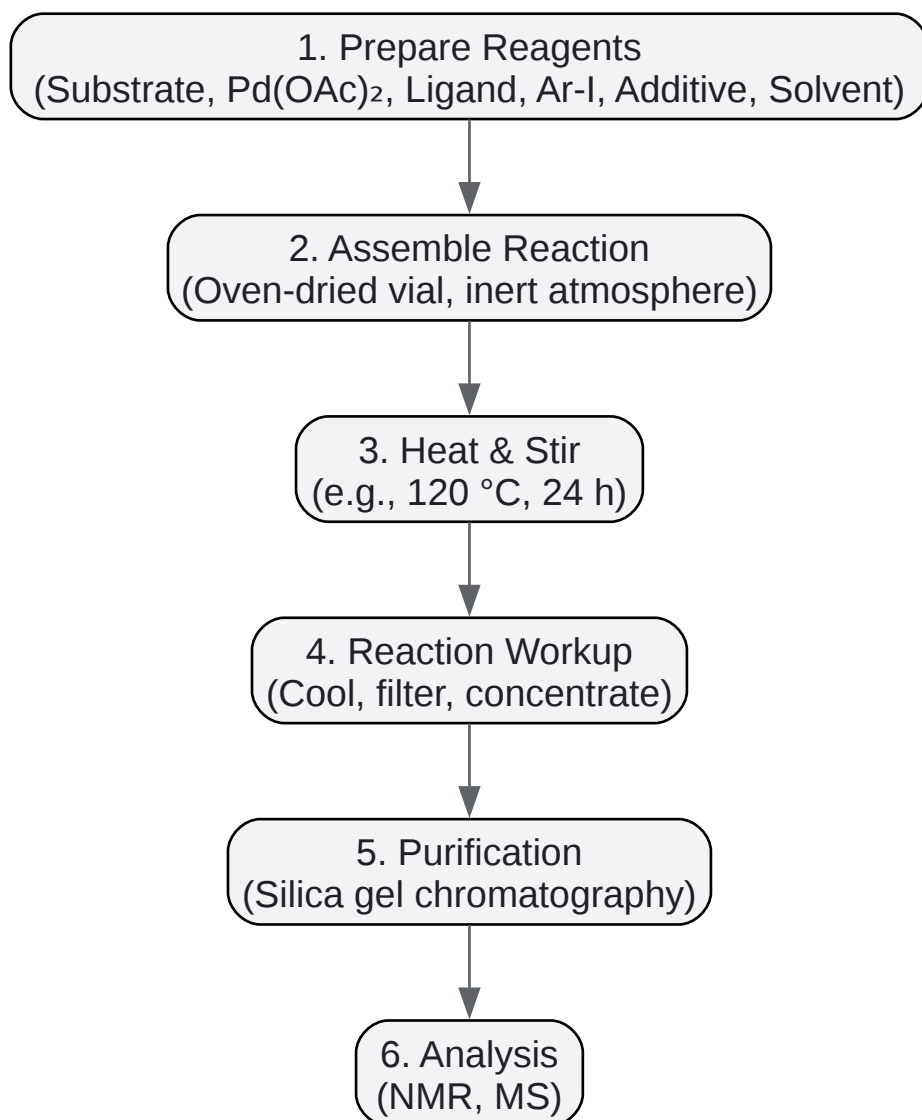 1. Prepare Reagents
(Substrate, Pd(OAc)₂, Ligand, Ar-I, Additive, Solvent)
2. Assemble Reaction
(Oven-dried vial, inert atmosphere)
3. Heat & Stir
(e.g., 120 °C, 24 h)
4. Reaction Workup
(Cool, filter, concentrate)
5. Purification
(Silica gel chromatography)
6. Analysis
(NMR, MS)